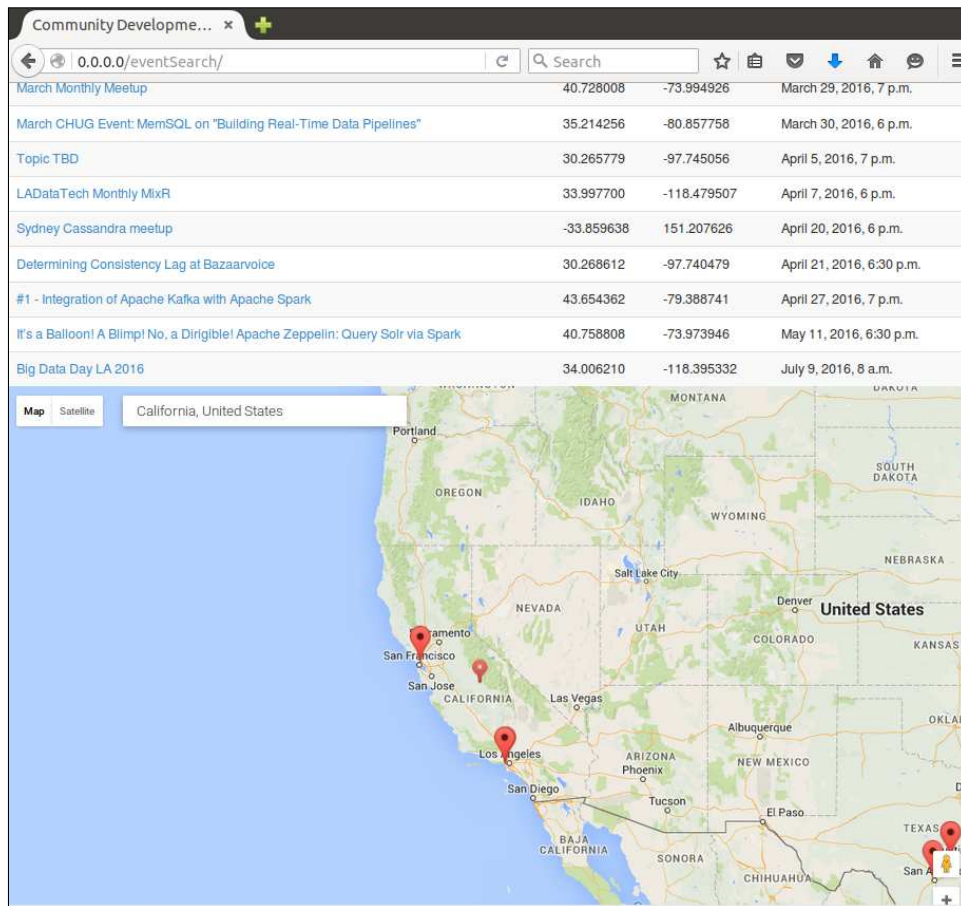 Community Developme... ×
0.0.0.0/eventSearch/
Search
March Monthly Meetup 40.728008 -73.994926 March 29, 2016, 7 p.m.
March CHUG Event: MemSQL on "Building Real-Time Data Pipelines" 35.214256 -80.857758 March 30, 2016, 6 p.m.
Topic TBD 30.265779 -97.745056 April 5, 2016, 7 p.m.
LADataTech Monthly MixR 33.997700 -118.479507 April 7, 2016, 6 p.m.
Sydney Cassandra meetup -33.859638 151.207626 April 20, 2016, 6 p.m.
Determining Consistency Lag at Bazaarvoice 30.268612 -97.740479 April 21, 2016, 6:30 p.m.
#1 - Integration of Apache Kafka with Apache Spark 43.654362 -79.388741 April 27, 2016, 7 p.m.
It's a Balloon! A Blimp! No, a Dirigible! Apache Zeppelin: Query Solr via Spark 40.758808 -73.973946 May 11, 2016, 6:30 p.m.
Big Data Day LA 2016 34.006210 -118.395332 July 9, 2016, 8 a.m.
Map Satellite California, United States
MONTANA
Portland
SOUTH
DAKOTA
OREGON
IDAHO
WYOMING
NEBRASKA
Salt Lake City
Denver
United States
NEVADA
UTAH
COLORADO
KANSAS
San Francisco
San Jose
CALIFORNIA
Las Vegas
Albuquerque
OKLA
Los Angeles
ARIZONA
NEW MEXICO
Phoenix
San Diego
Tucson
El Paso
TEXAS
BAJA
CALIFORNIA
SONORA
CHIHUAHUA
San A